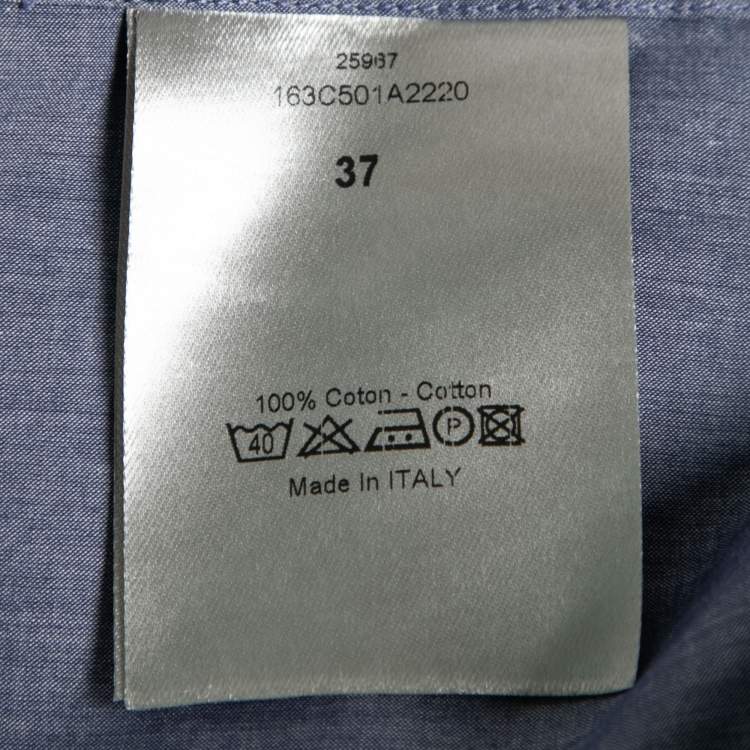 25967
163C501A2220
37
100% Coton - Cotton
40 P
Made In ITALY